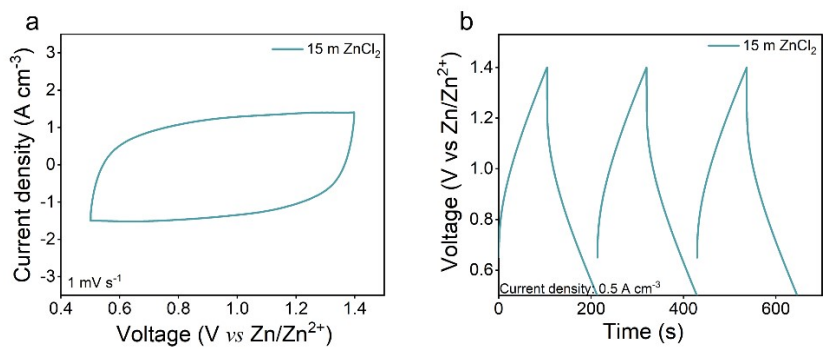 a
15 m ZnCl₂
Current density (A cm⁻³)
3
2
1
0
-1
-2
-3
1 mV s⁻¹
0.4 0.6 0.8 1.0 1.2 1.4
Voltage (V vs Zn/Zn²⁺)
b
15 m ZnCl₂
Voltage (V vs Zn/Zn²⁺)
1.4
1.2
1.0
0.8
0.6
Current density: 0.5 A cm⁻³
0 200 400 600
Time (s)